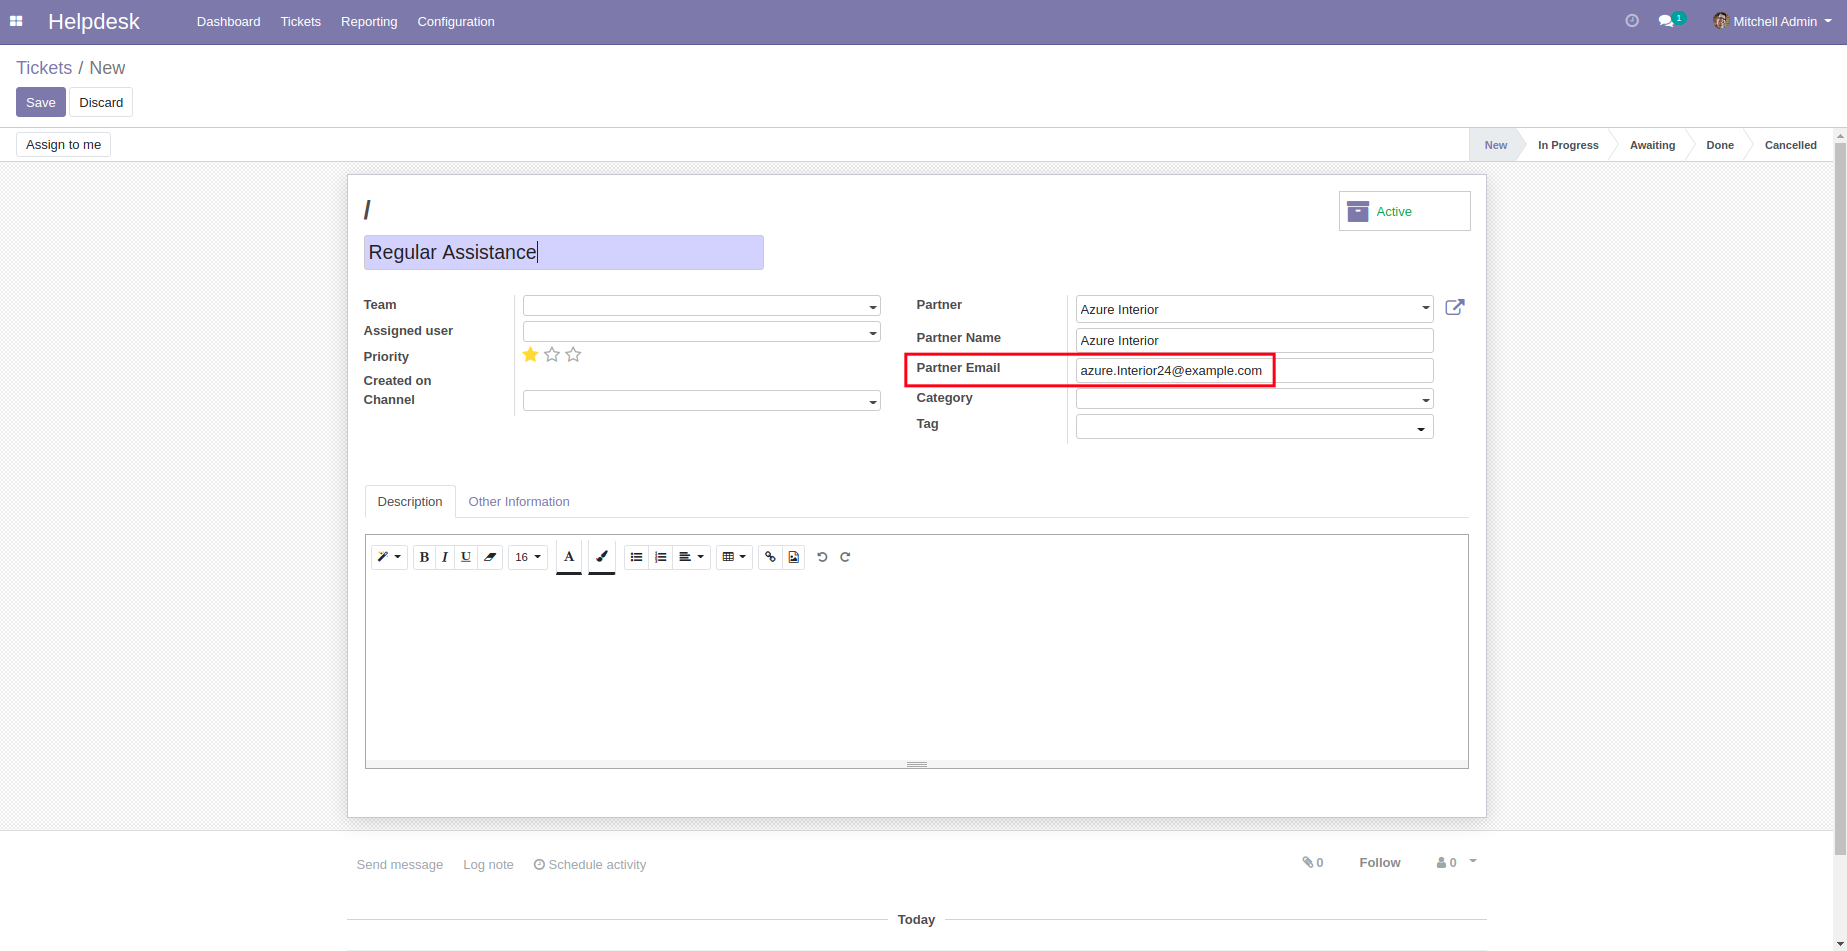 Helpdesk Dashboard Tickets Reporting Configuration 1 Mitchell Admin
Tickets / New
Save Discard
Assign to me New In Progress Awaiting Done Cancelled
/
Active
Regular Assistance
Team Partner Azure Interior
Assigned user Partner Name Azure Interior
Priority Partner Email azure.Interior24@example.com
Created on
Channel Category
Tag
Description Other Information
B I U 16 A
Send message Log note Schedule activity 0 Follow 0
Today